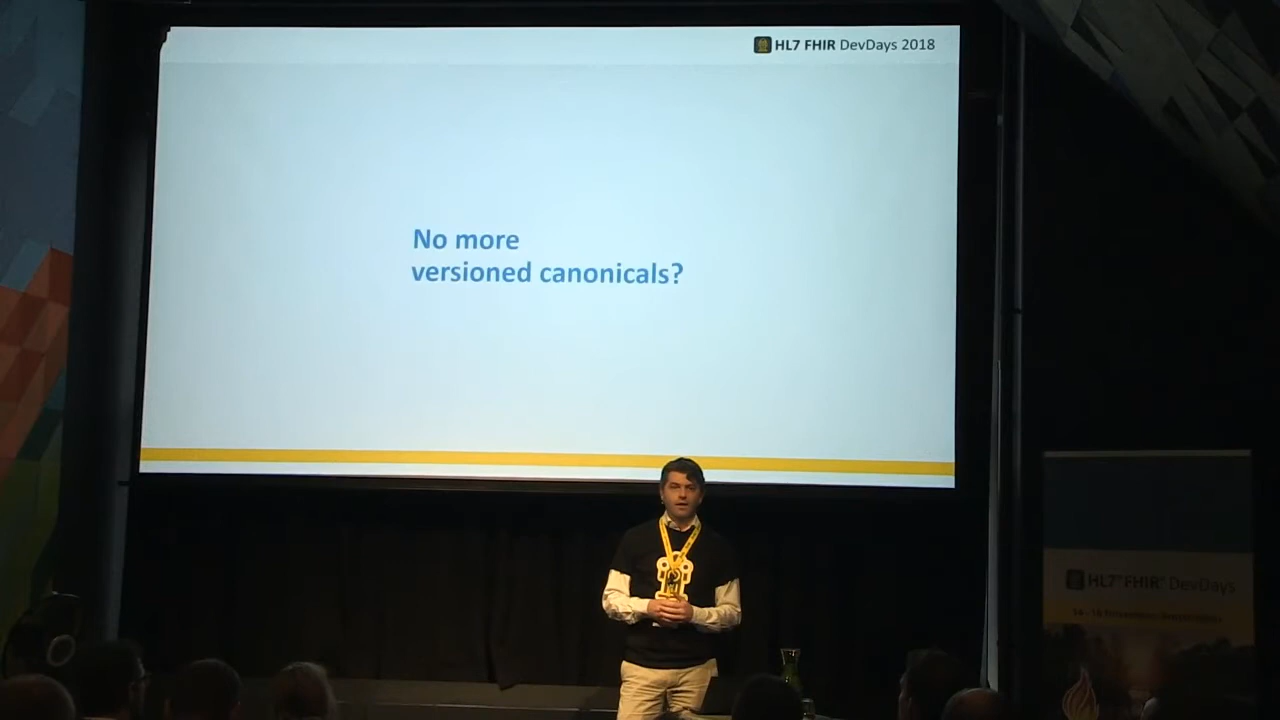 HL7 FHIR DevDays 2018
No more
versioned canonicals?
HL7® FHIR® DevDays